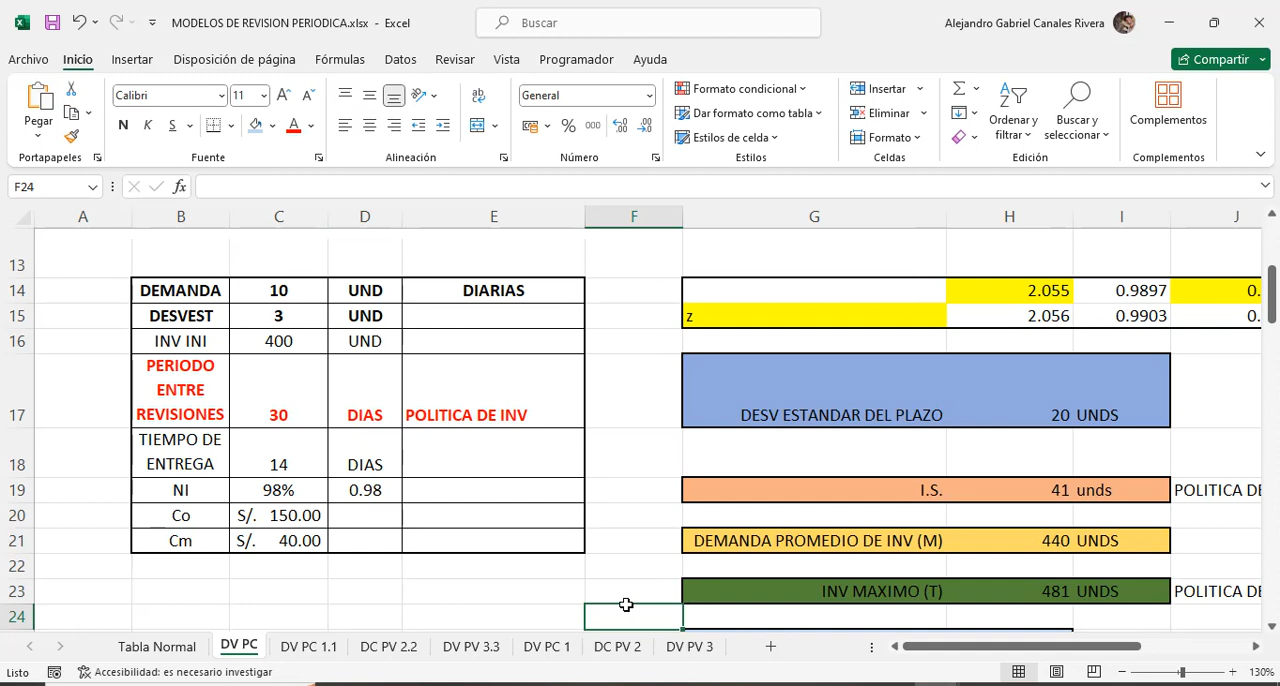 MODELOS DE REVISION PERIODICA.xlsx - Excel
Buscar
Alejandro Gabriel Canales Rivera
Archivo Inicio Insertar Disposición de página Fórmulas Datos Revisar Vista Programador Ayuda
Compartir
Pegar
Portapapeles
Calibri 11
N K S
Fuente
Alineación
General
% 000
Número
Formato condicional
Dar formato como tabla
Estilos de celda
Estilos
Insertar
Eliminar
Formato
Celdas
Ordenar y filtrar
Buscar y seleccionar
Edición
Complementos
Complementos
F24
fx
A B C D E F G H I J
13
14 DEMANDA 10 UND DIARIAS 2.055 0.9897 0.
15 DESVEST 3 UND z 2.056 0.9903 0.
16 INV INI 400 UND
PERIODO
ENTRE
17 REVISIONES 30 DIAS POLITICA DE INV DESV ESTANDAR DEL PLAZO 20 UNDS
TIEMPO DE
18 ENTREGA 14 DIAS
19 NI 98% 0.98 I.S. 41 unds POLITICA DE
20 Co S/. 150.00
21 Cm S/. 40.00 DEMANDA PROMEDIO DE INV (M) 440 UNDS
22
23 INV MAXIMO (T) 481 UNDS POLITICA DE
24
Tabla Normal DV PC DV PC 1.1 DC PV 2.2 DV PV 3.3 DV PC 1 DC PV 2 DV PV 3
Listo Accesibilidad: es necesario investigar 130%